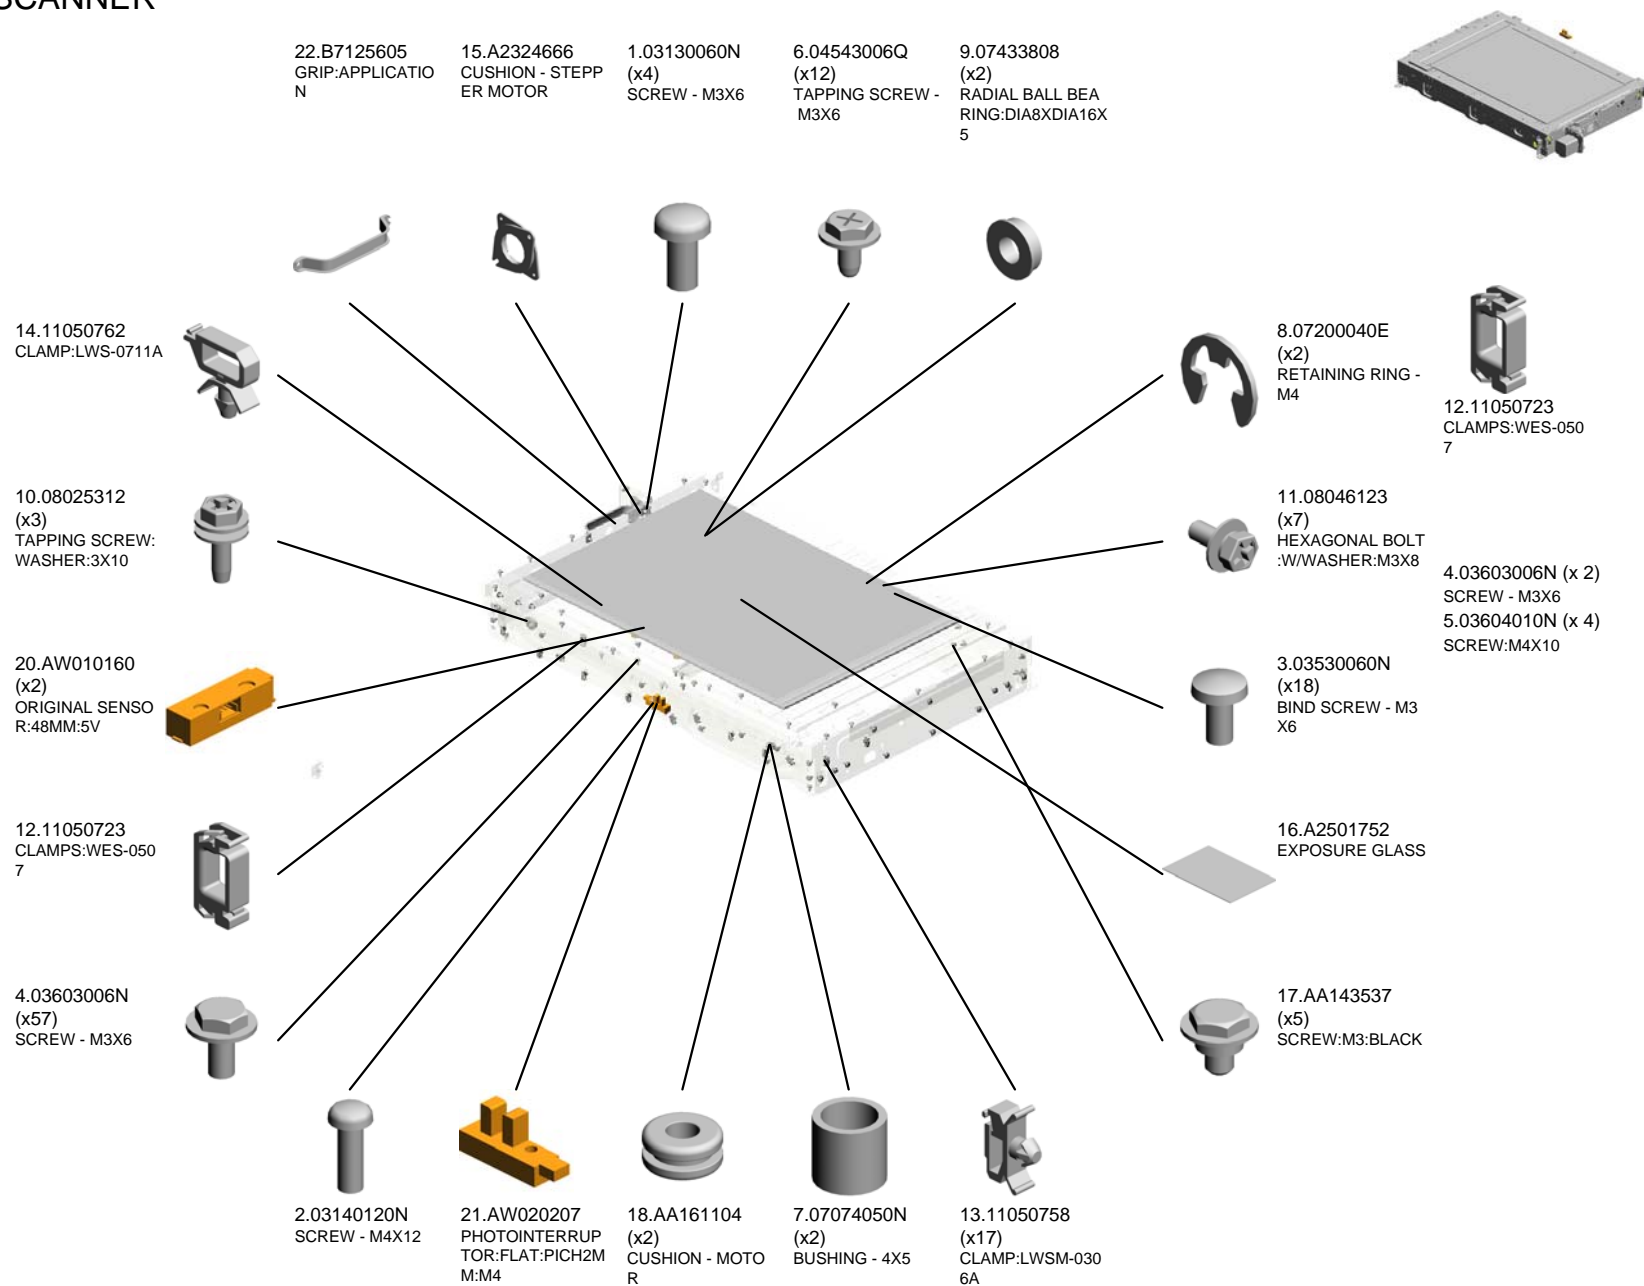 SCANNER
22.B7125605
GRIP:APPLICATIO
N
15.A2324666
CUSHION - STEPP
ER MOTOR
1.03130060N
(x4)
SCREW - M3X6
6.04543006Q
(x12)
TAPPING SCREW -
M3X6
9.07433808
(x2)
RADIAL BALL BEA
RING:DIA8XDIA16X
5
14.11050762
CLAMP:LWS-0711A
8.07200040E
(x2)
RETAINING RING -
M4
12.11050723
CLAMPS:WES-050
7
10.08025312
(x3)
TAPPING SCREW:
WASHER:3X10
11.08046123
(x7)
HEXAGONAL BOLT
:W/WASHER:M3X8
4.03603006N (x 2)
SCREW - M3X6
5.03604010N (x 4)
SCREW:M4X10
20.AW010160
(x2)
ORIGINAL SENSO
R:48MM:5V
3.03530060N
(x18)
BIND SCREW - M3
X6
12.11050723
CLAMPS:WES-050
7
16.A2501752
EXPOSURE GLASS
4.03603006N
(x57)
SCREW - M3X6
17.AA143537
(x5)
SCREW:M3:BLACK
2.03140120N
SCREW - M4X12
21.AW020207
PHOTOINTERRUP
TOR:FLAT:PICH2M
M:M4
18.AA161104
(x2)
CUSHION - MOTO
R
7.07074050N
(x2)
BUSHING - 4X5
13.11050758
(x17)
CLAMP:LWSM-030
6A